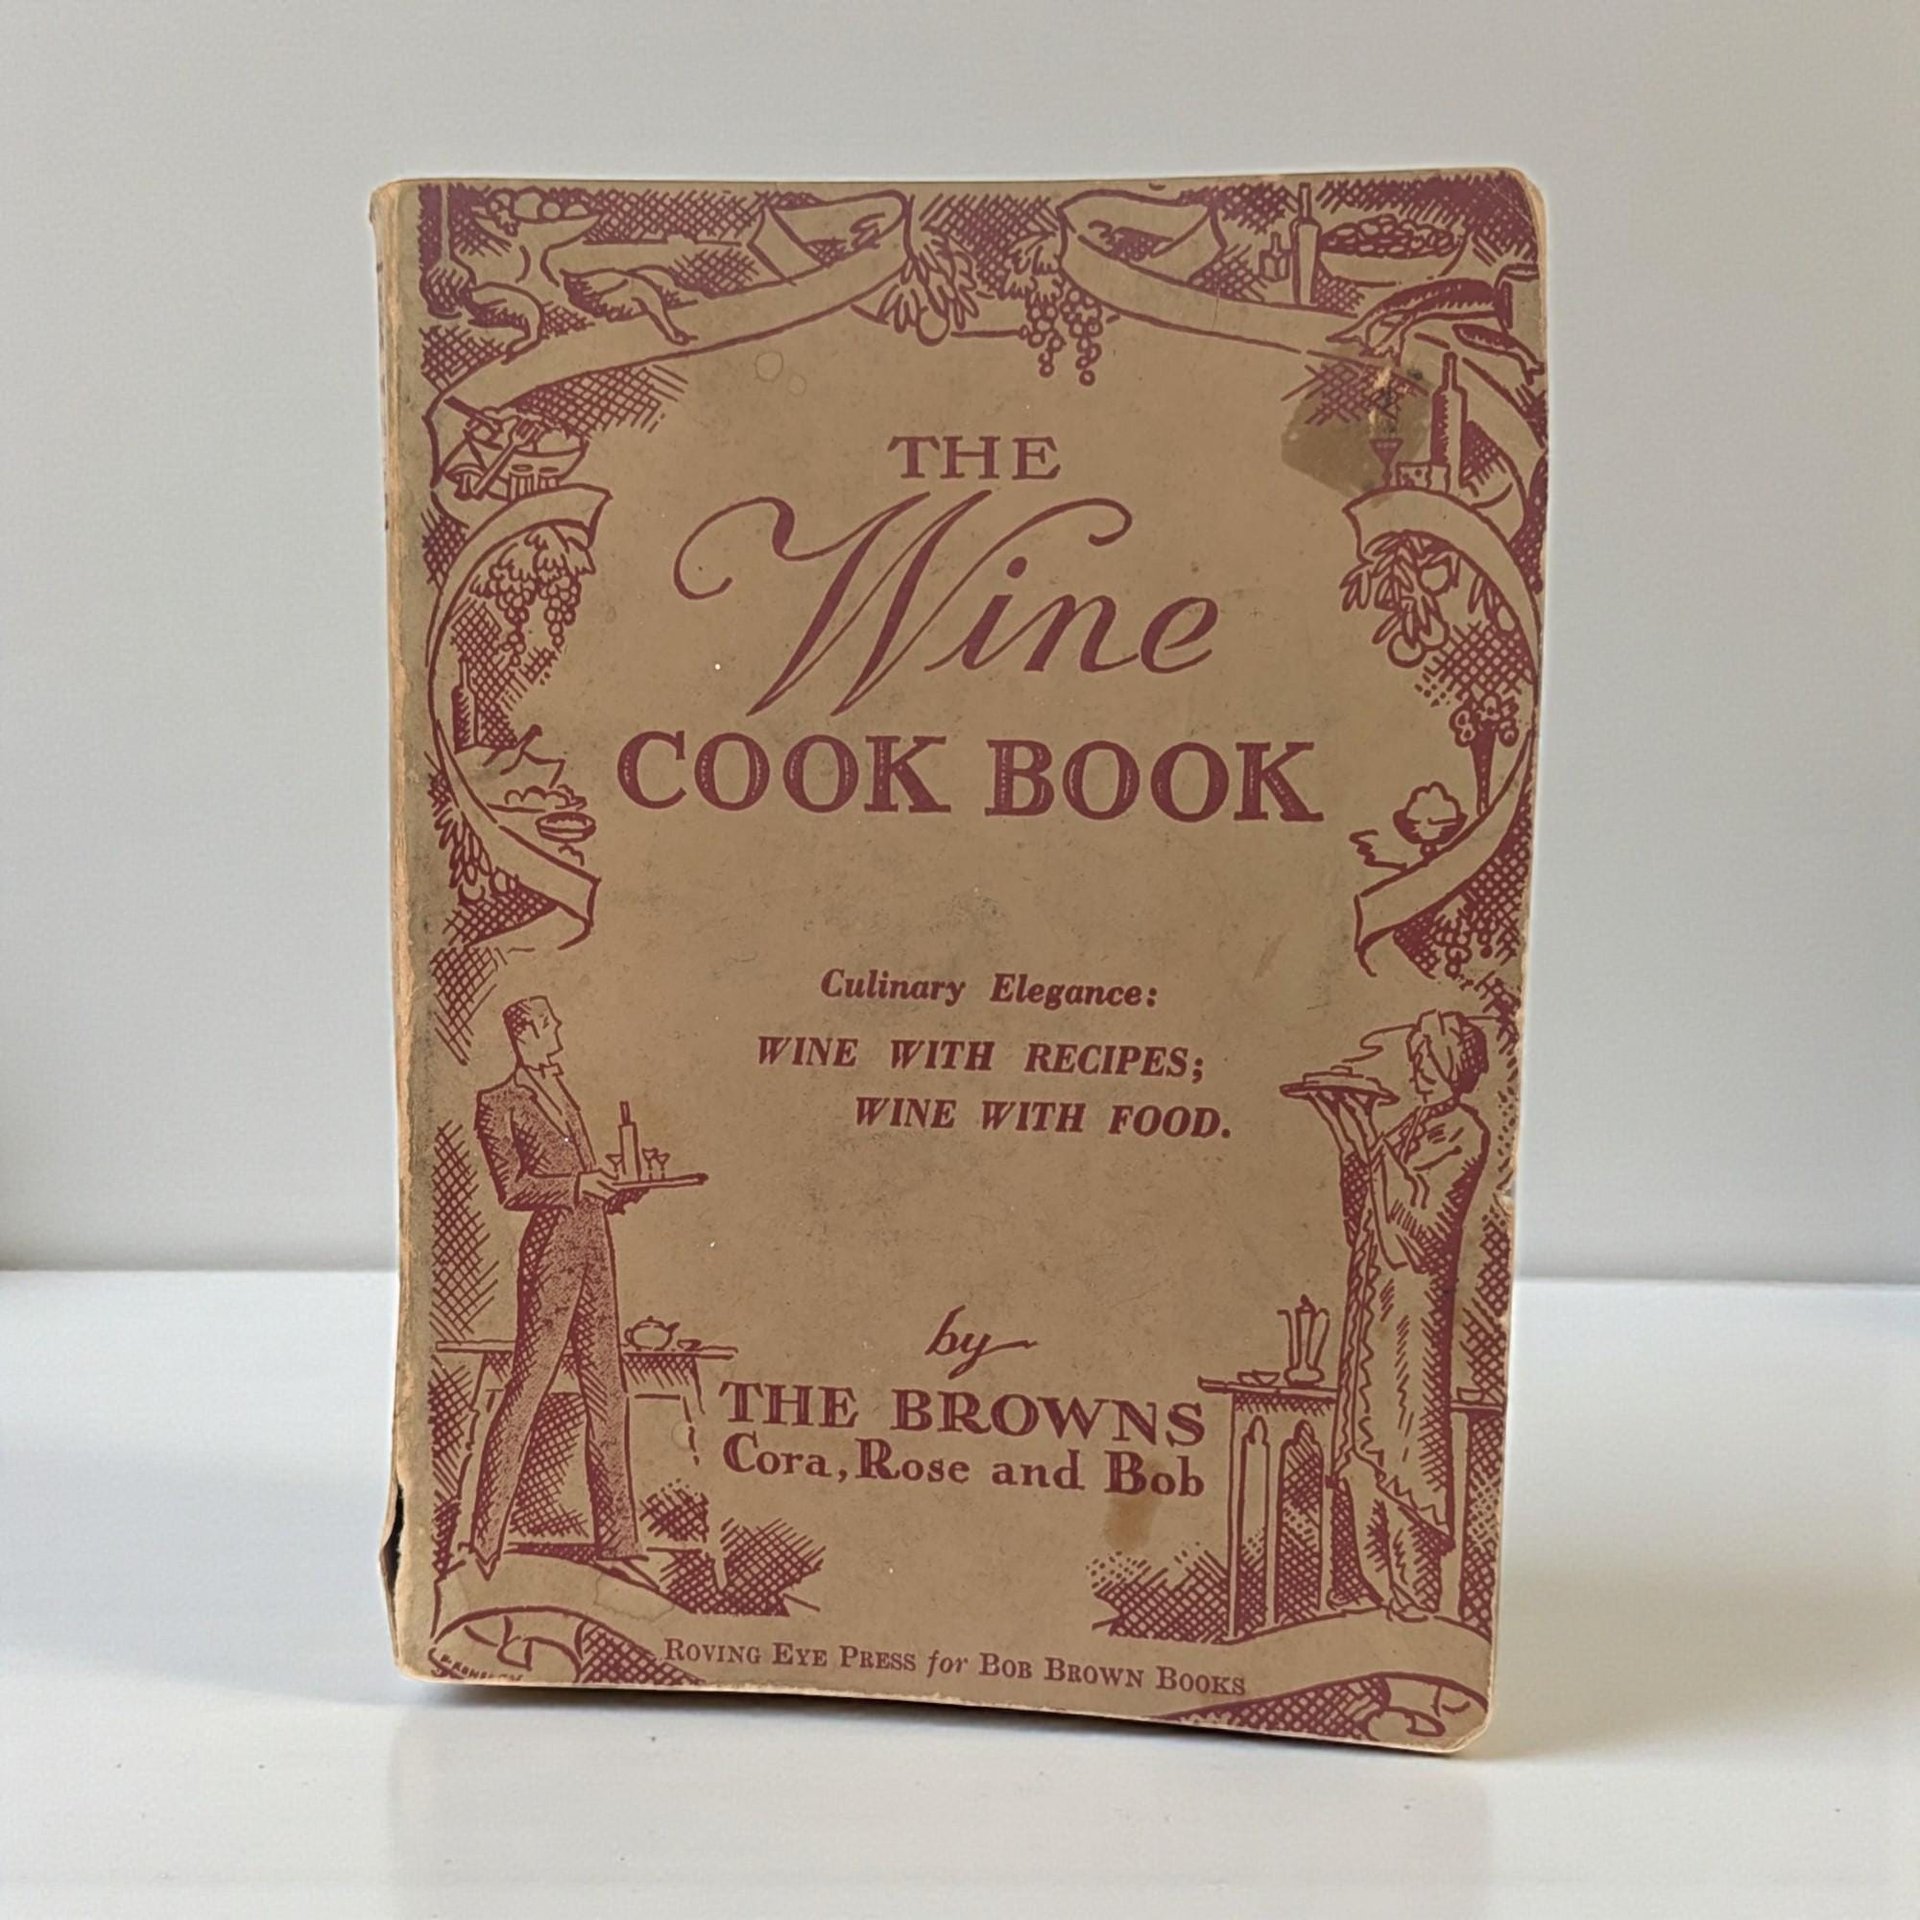 THE
Wine
COOK BOOK
Culinary Elegance:
WINE WITH RECIPES;
WINE WITH FOOD.
by
THE BROWNS
Cora, Rose and Bob
ROVING EYE PRESS for BOB BROWN BOOKS